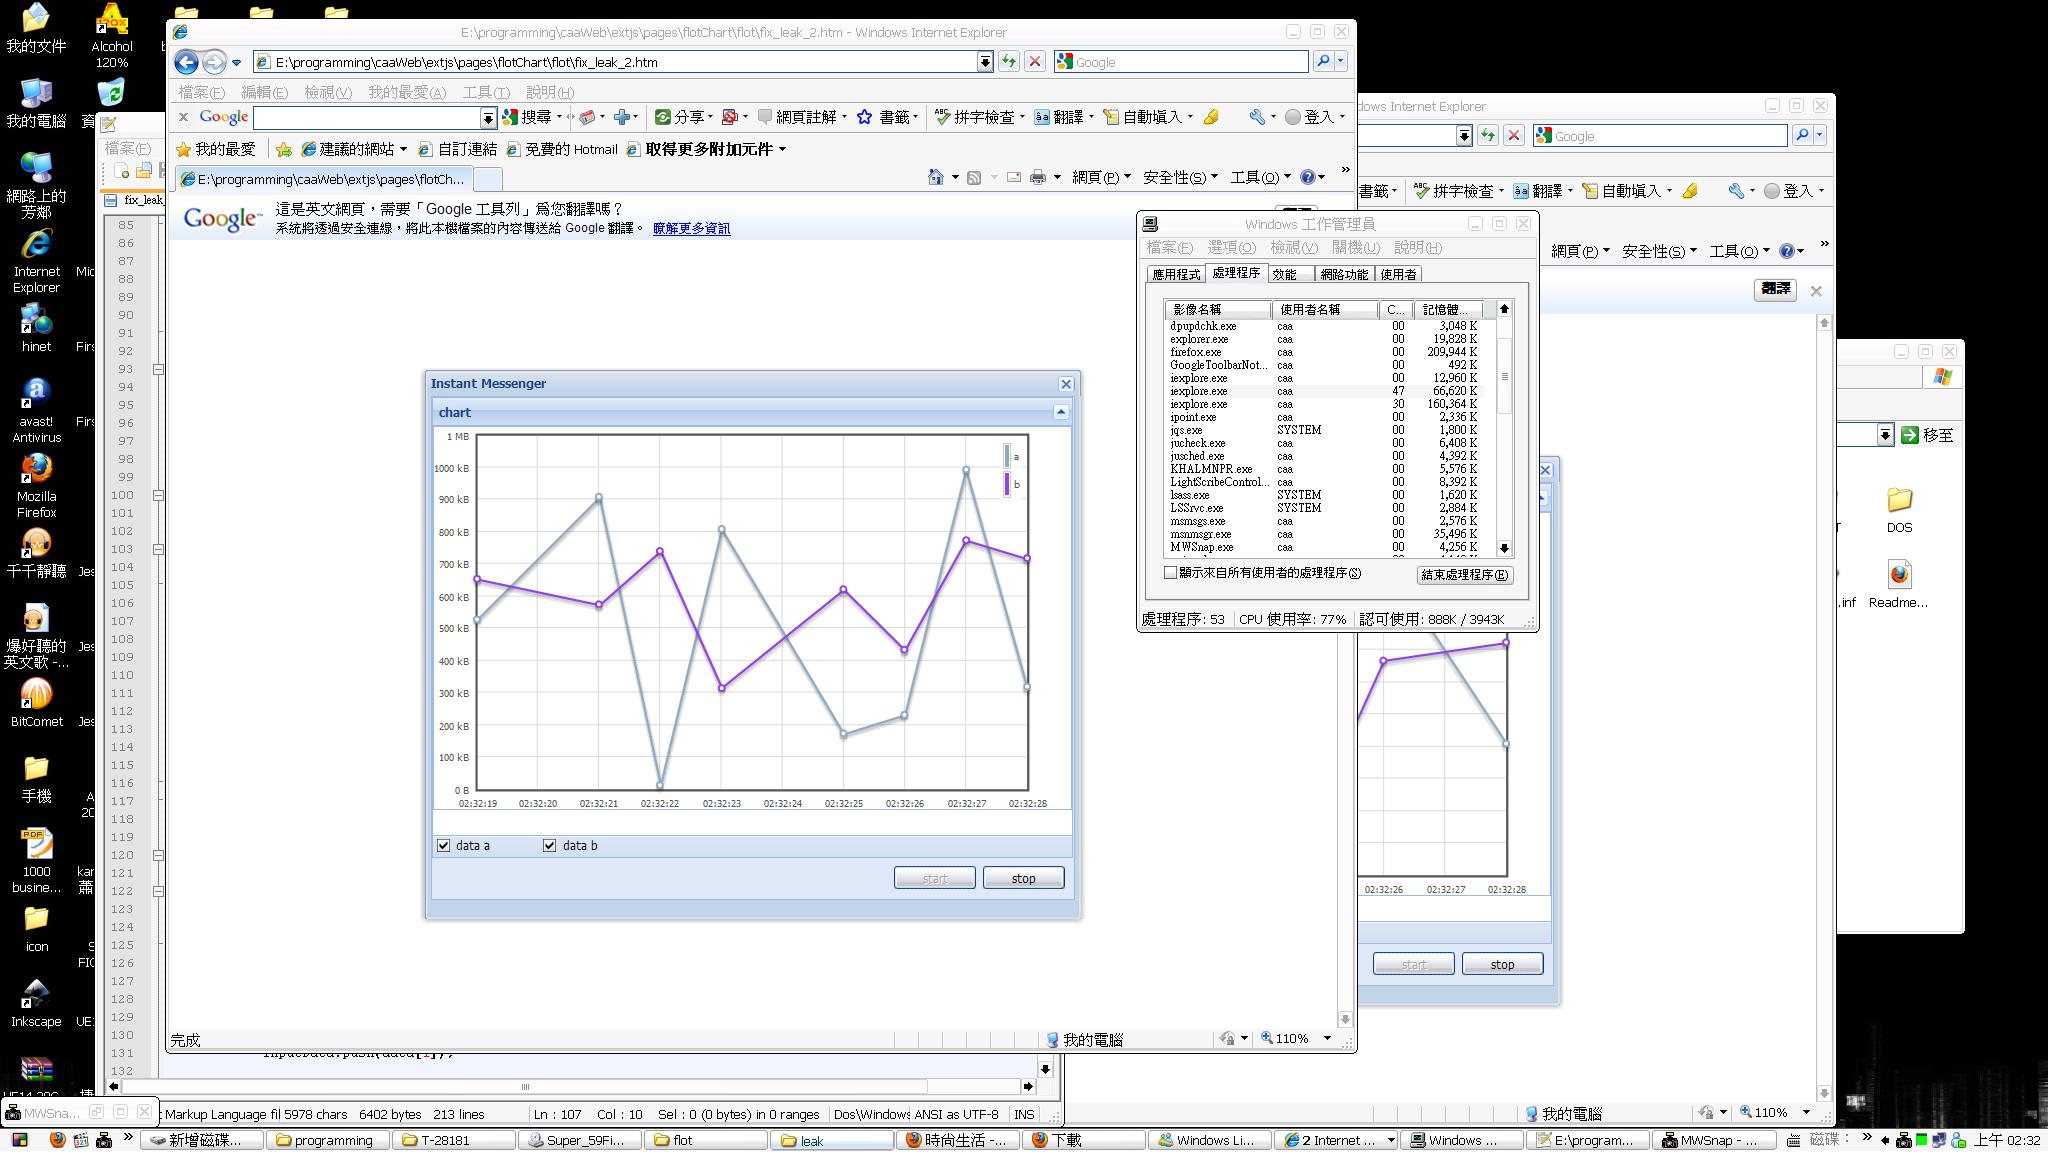 我的文件
Alcohol 120%
我的電腦
網路上的芳鄰
Internet Explorer
hinet
avast! Antivirus
Mozilla Firefox
千千靜聽
爆好聽的英文歌 -...
BitComet
手機
1000 busine...
icon
Inkscape
E:\programming\caaWeb\extjs\pages\flotChart\flot\fix_leak_2.htm - Windows Internet Explorer
E:\programming\caaWeb\extjs\pages\flotChart\flot\fix_leak_2.htm
Google
檔案(F) 編輯(E) 檢視(V) 我的最愛(A) 工具(T) 說明(H)
x Google 搜尋 分享 網頁註解 書籤 拼字檢查 翻譯 自動填入 登入
我的最愛 建議的網站 自訂連結 免費的 Hotmail 取得更多附加元件
E:\programming\caaWeb\extjs\pages\flotCh...
網頁(P) 安全性(S) 工具(O)
Google 這是英文網頁，需要「Google 工具列」為您翻譯嗎？
系統將透過安全連線，將此本機檔案的內容傳送給 Google 翻譯。 瞭解更多資訊
Instant Messenger
chart
1 MB
1000 kB
900 kB
800 kB
700 kB
600 kB
500 kB
400 kB
300 kB
200 kB
100 kB
0 B
a
b
02:32:19 02:32:20 02:32:21 02:32:22 02:32:23 02:32:24 02:32:25 02:32:26 02:32:27 02:32:28
data a data b
start stop
完成
我的電腦
110%
Windows 工作管理員
檔案(F) 選項(O) 檢視(V) 關機(U) 說明(H)
應用程式 處理程序 效能 網路功能 使用者
影像名稱 使用者名稱 C... 記憶體...
dpupdchk.exe caa 00 3,048 K
explorer.exe caa 00 19,828 K
firefox.exe caa 00 209,944 K
GoogleToolbarNot... caa 00 492 K
iexplore.exe caa 00 12,960 K
iexplore.exe caa 47 66,620 K
iexplore.exe caa 30 160,364 K
ipoint.exe caa 00 2,336 K
jqs.exe SYSTEM 00 1,800 K
jucheck.exe caa 00 6,408 K
jusched.exe caa 00 4,392 K
KHALMNPR.exe caa 00 5,576 K
LightScribeControl... caa 00 8,392 K
lsass.exe SYSTEM 00 1,620 K
LSSrvc.exe SYSTEM 00 2,884 K
msmsgs.exe caa 00 2,576 K
msnmsgr.exe caa 00 35,496 K
MWSnap.exe caa 00 4,256 K
顯示來自所有使用者的處理程序(S) 結束處理程序(E)
處理程序: 53 CPU 使用率: 77% 認可使用: 888K / 3943K
dows Internet Explorer
Google
書籤 拼字檢查 翻譯 自動填入 登入
網頁(P) 安全性(S) 工具(O)
翻譯
02:32:26 02:32:27 02:32:28
start stop
我的電腦
110%
移至
DOS
.inf
Readme...
檔案(F)
fix_leak
85
86
87
88
89
90
91
92
93
94
95
96
97
98
99
100
101
102
103
104
105
106
107
108
109
110
111
112
113
114
115
116
117
118
119
120
121
122
123
124
125
126
127
128
129
130
131
132
t Markup Language fil 5978 chars 6402 bytes 213 lines Ln : 107 Col : 10 Sel : 0 (0 bytes) in 0 ranges Dos\Windows ANSI as UTF-8 INS
MWSna...
新增磁碟... programming T-28181 Super_59Fi... flot leak 時尚生活 -... 下載 Windows Li... 2 Internet ... Windows ... E:\program... MWSnap - ... 磁碟: 上午 02:32